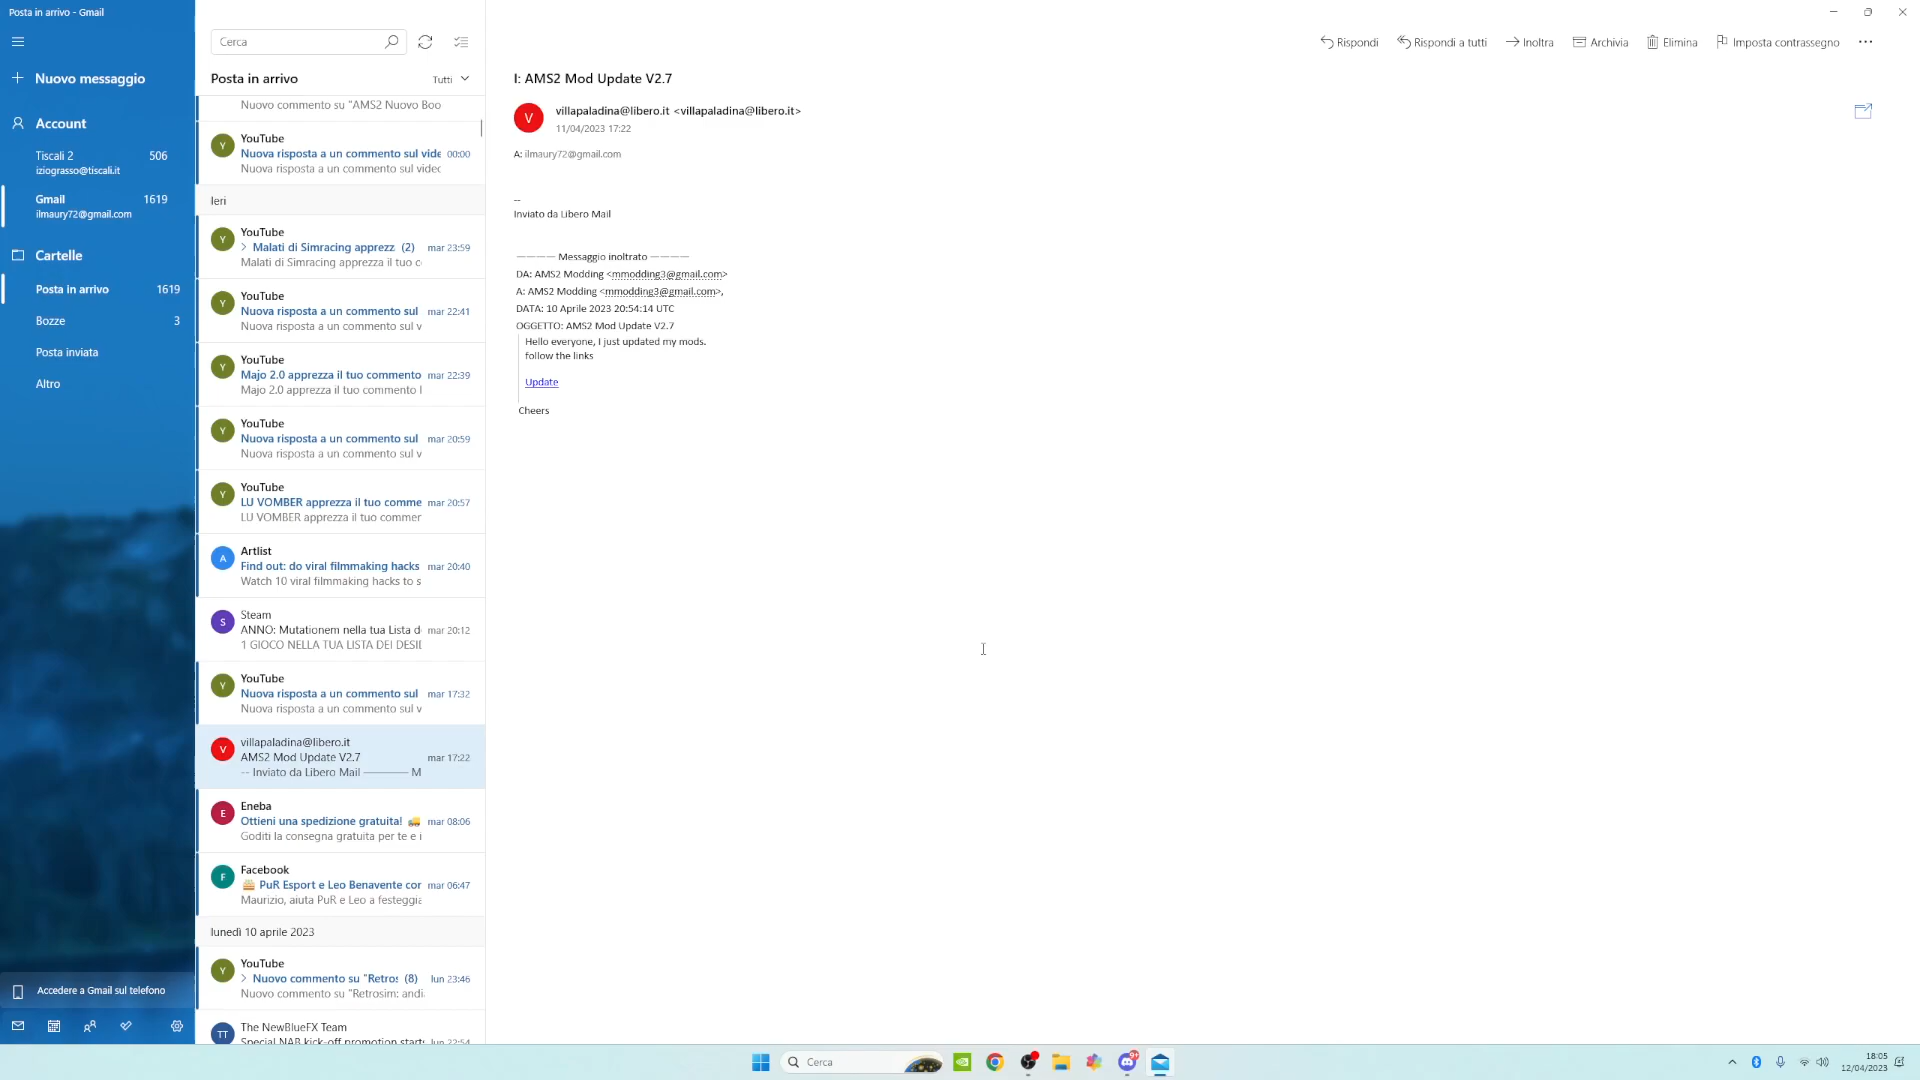 Posta in arrivo - Gmail
Nuovo messaggio
Account
Tiscali 2 506
iziograsso@tiscali.it
Gmail 1619
ilmaury72@gmail.com
Cartelle
Posta in arrivo 1619
Bozze 3
Posta inviata
Altro
Accedere a Gmail sul telefono
Cerca
Posta in arrivo Tutti
Nuovo commento su "AMS2 Nuovo Boo
Y YouTube
Nuova risposta a un commento sul vide 00:00
Nuova risposta a un commento sul videc
Ieri
Y YouTube
Malati di Simracing apprezz (2) mar 23:59
Malati di Simracing apprezza il tuo c
Y YouTube
Nuova risposta a un commento sul mar 22:41
Nuova risposta a un commento sul v
Y YouTube
Majo 2.0 apprezza il tuo commento mar 22:39
Majo 2.0 apprezza il tuo commento l
Y YouTube
Nuova risposta a un commento sul mar 20:59
Nuova risposta a un commento sul v
Y YouTube
LU VOMBER apprezza il tuo comme mar 20:57
LU VOMBER apprezza il tuo commer
A Artlist
Find out: do viral filmmaking hacks mar 20:40
Watch 10 viral filmmaking hacks to s
S Steam
ANNO: Mutationem nella tua Lista d mar 20:12
1 GIOCO NELLA TUA LISTA DEI DESII
Y YouTube
Nuova risposta a un commento sul mar 17:32
Nuova risposta a un commento sul v
V villapaladina@libero.it
AMS2 Mod Update V2.7 mar 17:22
-- Inviato da Libero Mail ———— M
E Eneba
Ottieni una spedizione gratuita! mar 08:06
Goditi la consegna gratuita per te e i
F Facebook
PuR Esport e Leo Benavente cor mar 06:47
Maurizio, aiuta PuR e Leo a festeggia
lunedì 10 aprile 2023
Y YouTube
Nuovo commento su "Retros (8) lun 23:46
Nuovo commento su "Retrosim: andi
TT The NewBlueFX Team
Special NAB kick-off promotion starts lun 22:54
Rispondi Rispondi a tutti Inoltra Archivia Elimina Imposta contrassegno
I: AMS2 Mod Update V2.7
V villapaladina@libero.it <villapaladina@libero.it>
11/04/2023 17:22
A: ilmaury72@gmail.com
--
Inviato da Libero Mail
———— Messaggio inoltrato ————
DA: AMS2 Modding <mmodding3@gmail.com>
A: AMS2 Modding <mmodding3@gmail.com>,
DATA: 10 Aprile 2023 20:54:14 UTC
OGGETTO: AMS2 Mod Update V2.7
Hello everyone, I just updated my mods.
follow the links
Update
Cheers
Cerca
9+
18:05
12/04/2023